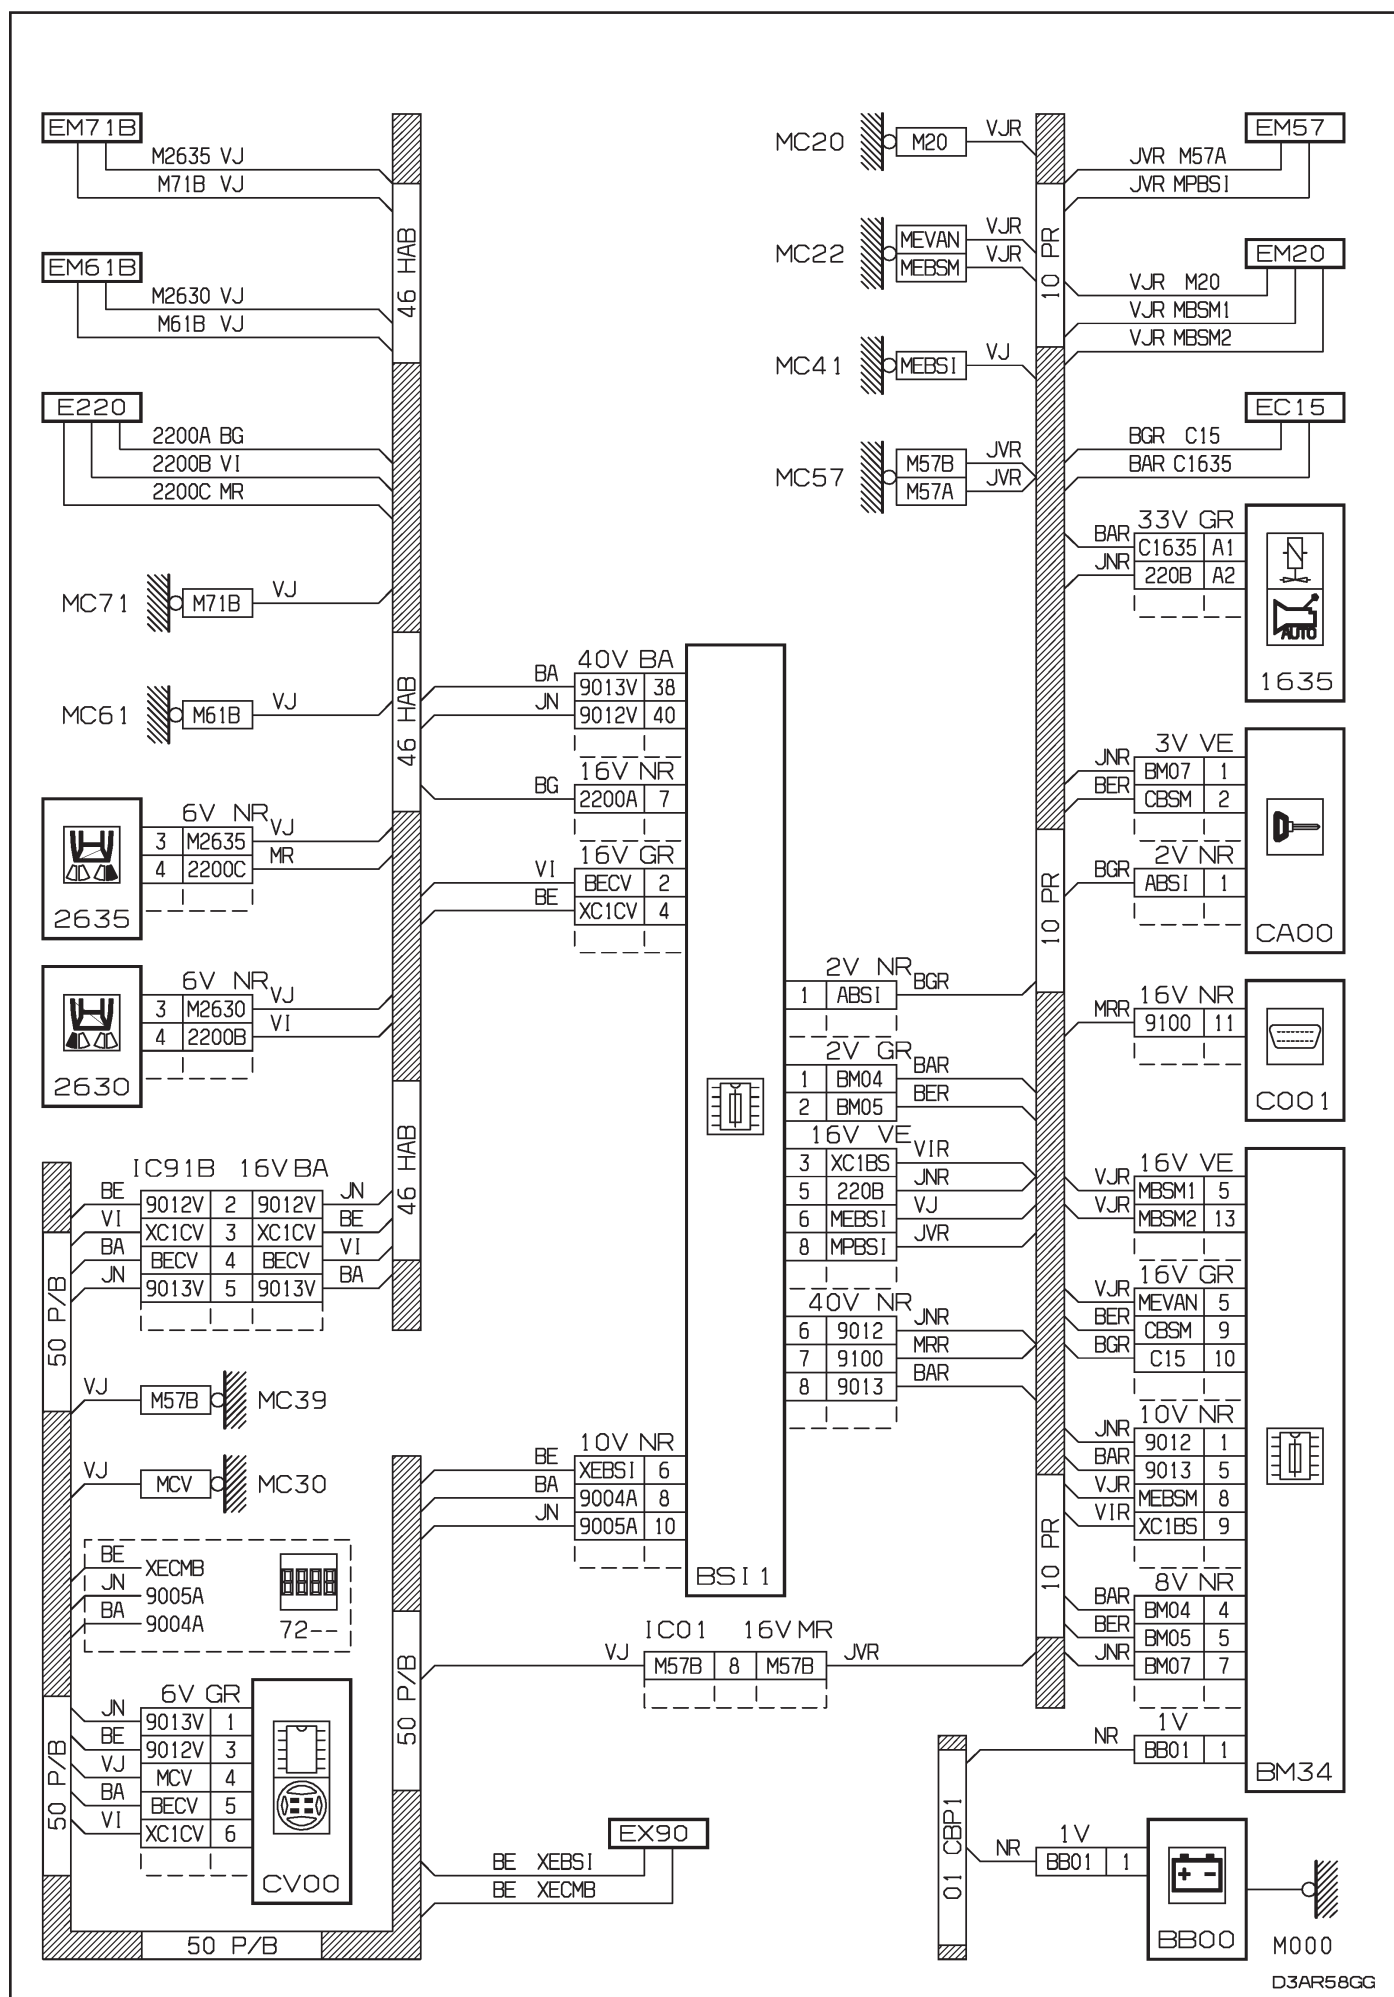 EM71B
M2635 VJ
M71B VJ
46 HAB
EM61B
M2630 VJ
M61B VJ
E220
2200A BG
2200B VI
2200C MR
MC71
M71B
VJ
MC61
M61B
VJ
46 HAB
2635
6V NR
3 M2635 VJ
4 2200C MR
2630
6V NR
3 M2630 VJ
4 2200B VI
46 HAB
IC91B 16V BA
BE 9012V 2 9012V JN
VI XC1CV 3 XC1CV BE
BA BECV 4 BECV VI
JN 9013V 5 9013V BA
50 P/B
VJ M57B MC39
VJ MCV MC30
BE XECMB
JN 9005A
BA 9004A
72--
50 P/B
6V GR
JN 9013V 1
BE 9012V 3
VJ MCV 4
BA BECV 5
VI XC1CV 6
CV00
50 P/B
50 P/B
40V BA
BA 9013V 38
JN 9012V 40
16V NR
BG 2200A 7
16V GR
VI BECV 2
BE XC1CV 4
10V NR
BE XEBSI 6
BA 9004A 8
JN 9005A 10
BSI1
2V NR
1 ABSI BGR
2V GR
1 BM04 BAR
2 BM05 BER
16V VE
3 XC1BS VIR
5 220B JNR
6 MEBSI VJ
8 MPBSI JVR
40V NR
6 9012 JNR
7 9100 MRR
8 9013 BAR
IC01 16V MR
VJ M57B 8 M57B JVR
EX90
BE XEBSI
BE XECMB
MC20 M20 VJR
MC22 MEVAN VJR
MEBSM VJR
MC41 MEBSI VJ
MC57 M57B JVR
M57A JVR
10 PR
10 PR
10 PR
EM57
JVR M57A
JVR MPBSI
EM20
VJR M20
VJR MBSM1
VJR MBSM2
EC15
BGR C15
BAR C1635
33V GR
BAR C1635 A1
JNR 220B A2
AUTO
1635
3V VE
JNR BM07 1
BER CBSM 2
2V NR
BGR ABSI 1
CA00
16V NR
MRR 9100 11
C001
16V VE
VJR MBSM1 5
VJR MBSM2 13
16V GR
VJR MEVAN 5
BER CBSM 9
BGR C15 10
10V NR
JNR 9012 1
BAR 9013 5
VJR MEBSM 8
VIR XC1BS 9
8V NR
BAR BM04 4
BER BM05 5
JNR BM07 7
1V
NR BB01 1
BM34
01 CBP1
1V
NR BB01 1
+ -
BB00
M000
D3AR58GG